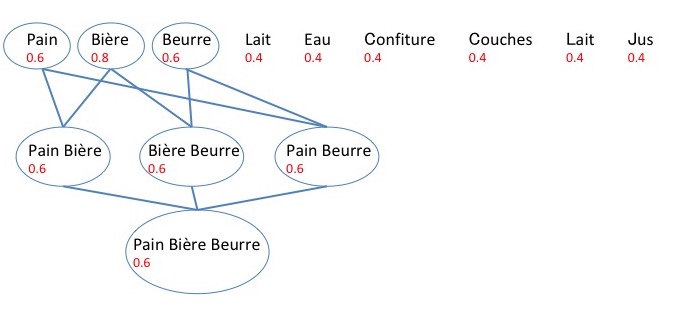 Pain Bière Beurre Lait Eau Confiture Couches Lait Jus
0.6 0.8 0.6 0.4 0.4 0.4 0.4 0.4 0.4
Pain Bière Bière Beurre Pain Beurre
0.6 0.6 0.6
Pain Bière Beurre
0.6